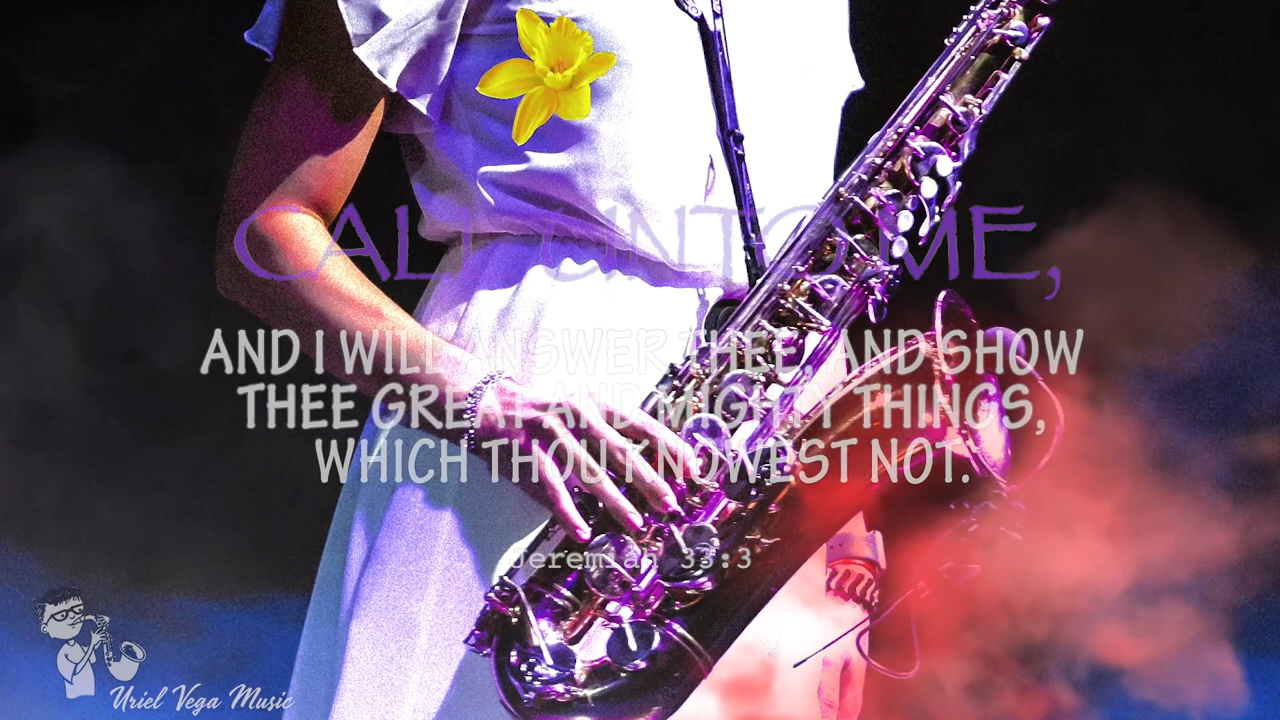 CALL UNTO ME,
AND I WILL ANSWER THEE, AND SHOW
THEE GREAT AND MIGHTY THINGS,
WHICH THOU KNOWEST NOT.
Jeremiah 33:3
Uriel Vega Music